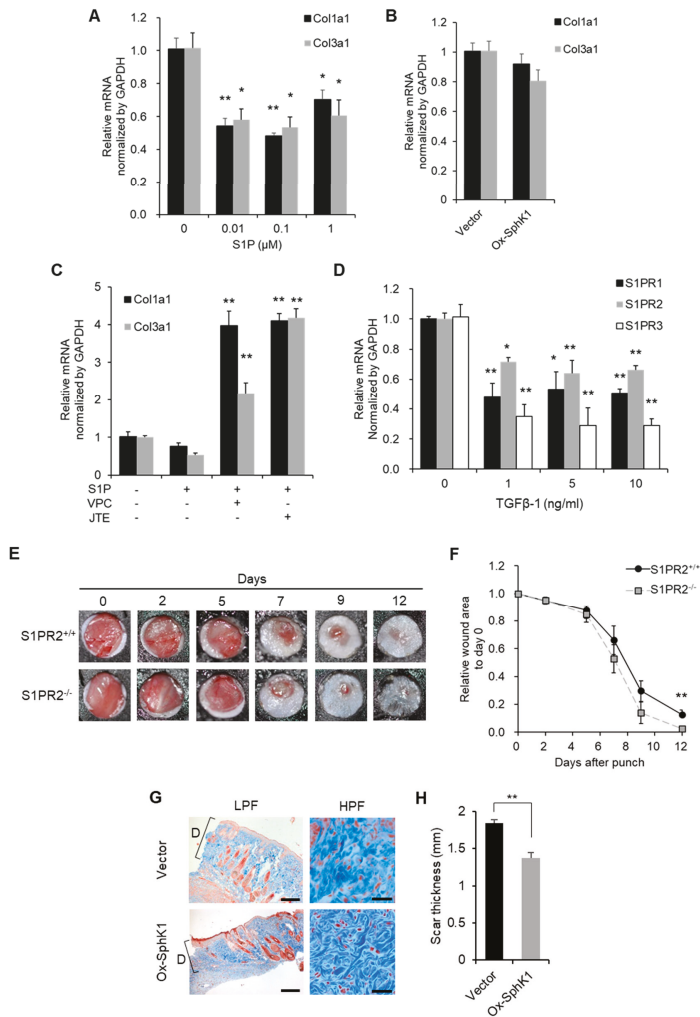 A
Relative mRNA
normalized by GAPDH
1.2
1.0
0.8
0.6
0.4
0.2
0.0
Col1a1
Col3a1
** *
** *
* *
0 0.01 0.1 1
S1P (μM)
B
Relative mRNA
normalized by GAPDH
1.2
1
0.8
0.6
0.4
0.2
0
Col1a1
Col3a1
Vector
Ox-SphK1
C
Relative mRNA
normalized by GAPDH
5
4
3
2
1
0
Col1a1
Col3a1
** **
** **
S1P - + + +
VPC - - + -
JTE - - +
D
Relative mRNA
Normalized by GAPDH
1.2
1.0
0.8
0.6
0.4
0.2
0.0
S1PR1
S1PR2
S1PR3
** * **
* ** **
** ** **
0 1 5 10
TGFβ-1 (ng/ml)
E
Days
0 2 5 7 9 12
S1PR2+/+
S1PR2-/-
F
Relative wound area
to day 0
1.2
1.0
0.8
0.6
0.4
0.2
0.0
S1PR2+/+
S1PR2-/-
**
0 2 4 6 8 10 12
Days after punch
G
LPF HPF
Vector
D
Ox-SphK1
D
H
Scar thickness (mm)
2
1.5
1
0.5
0
**
Vector
Ox-SphK1